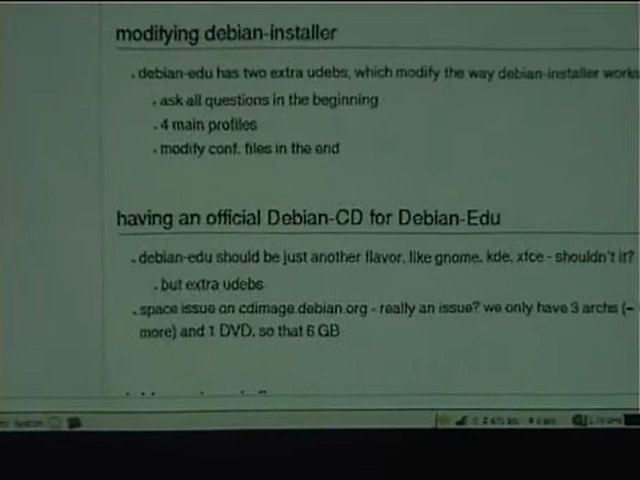 modifying debian-installer
debian-edu has two extra udebs, which modify the way debian-installer works
ask all questions in the beginning
4 main profiles
modify conf. files in the end
having an official Debian-CD for Debian-Edu
debian-edu should be just another flavor, like gnome, kde, xfce - shouldn't it?
but extra udebs
space issue on cdimage.debian.org - really an issue? we only have 3 archs (-
more) and 1 DVD, so that 6 GB